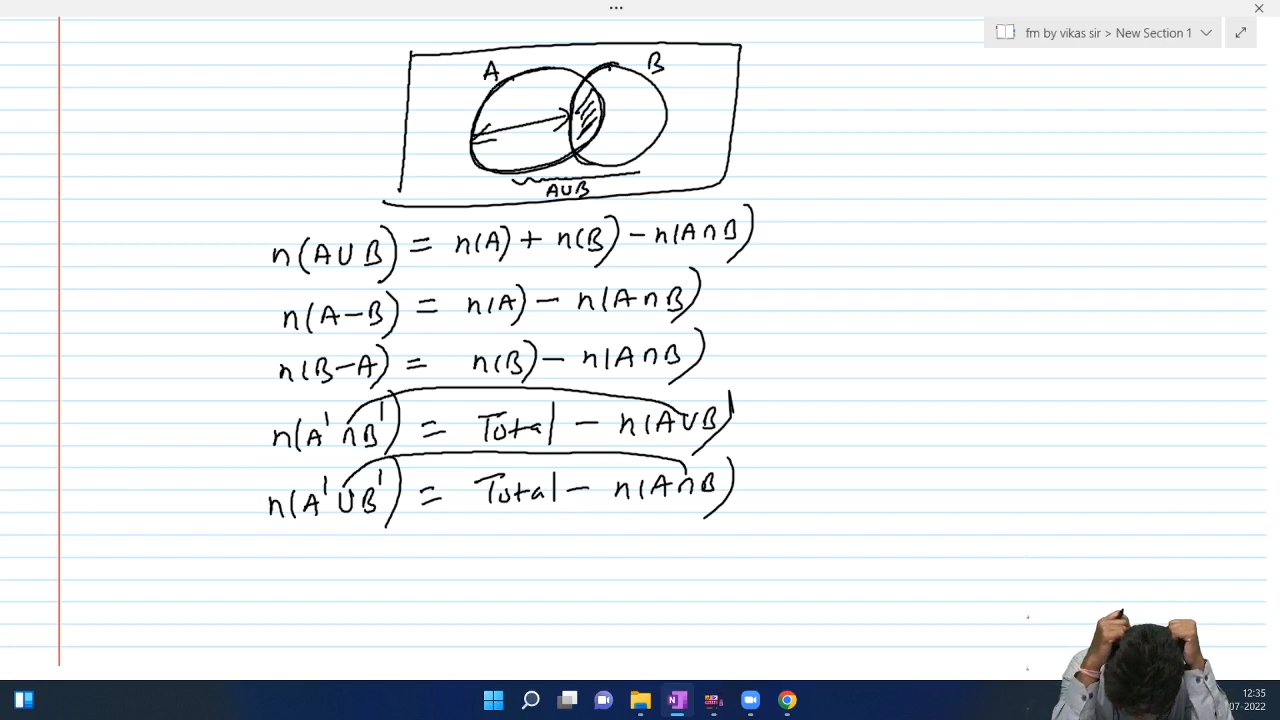 fm by vikas sir > New Section 1
A
B
A∪B
n(A∪B) = n(A) + n(B) - n(A∩B)
n(A-B) = n(A) - n(A∩B)
n(B-A) = n(B) - n(A∩B)
n(A'∩B') = Total - n(A∪B)
n(A'∪B') = Total - n(A∩B)
12:35
07-2022